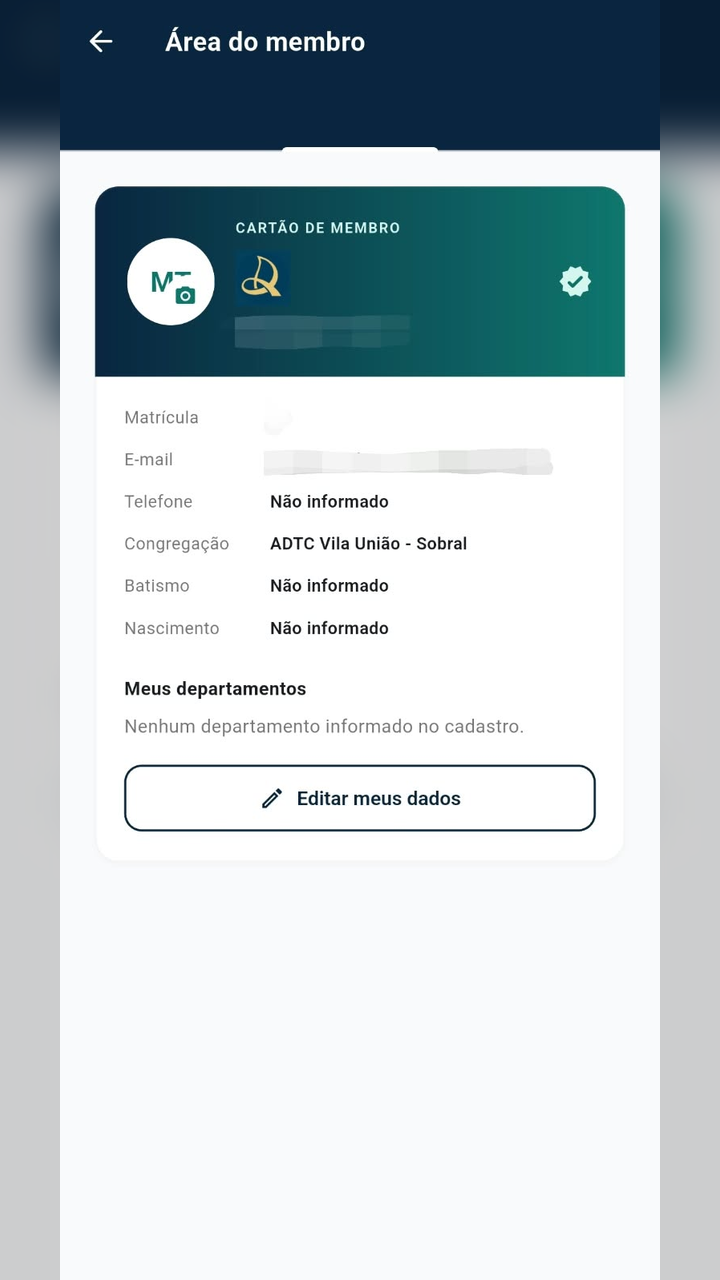 Área do membro
CARTÃO DE MEMBRO
Matrícula
E-mail
Telefone Não informado
Congregação ADTC Vila União - Sobral
Batismo Não informado
Nascimento Não informado
Meus departamentos
Nenhum departamento informado no cadastro.
Editar meus dados